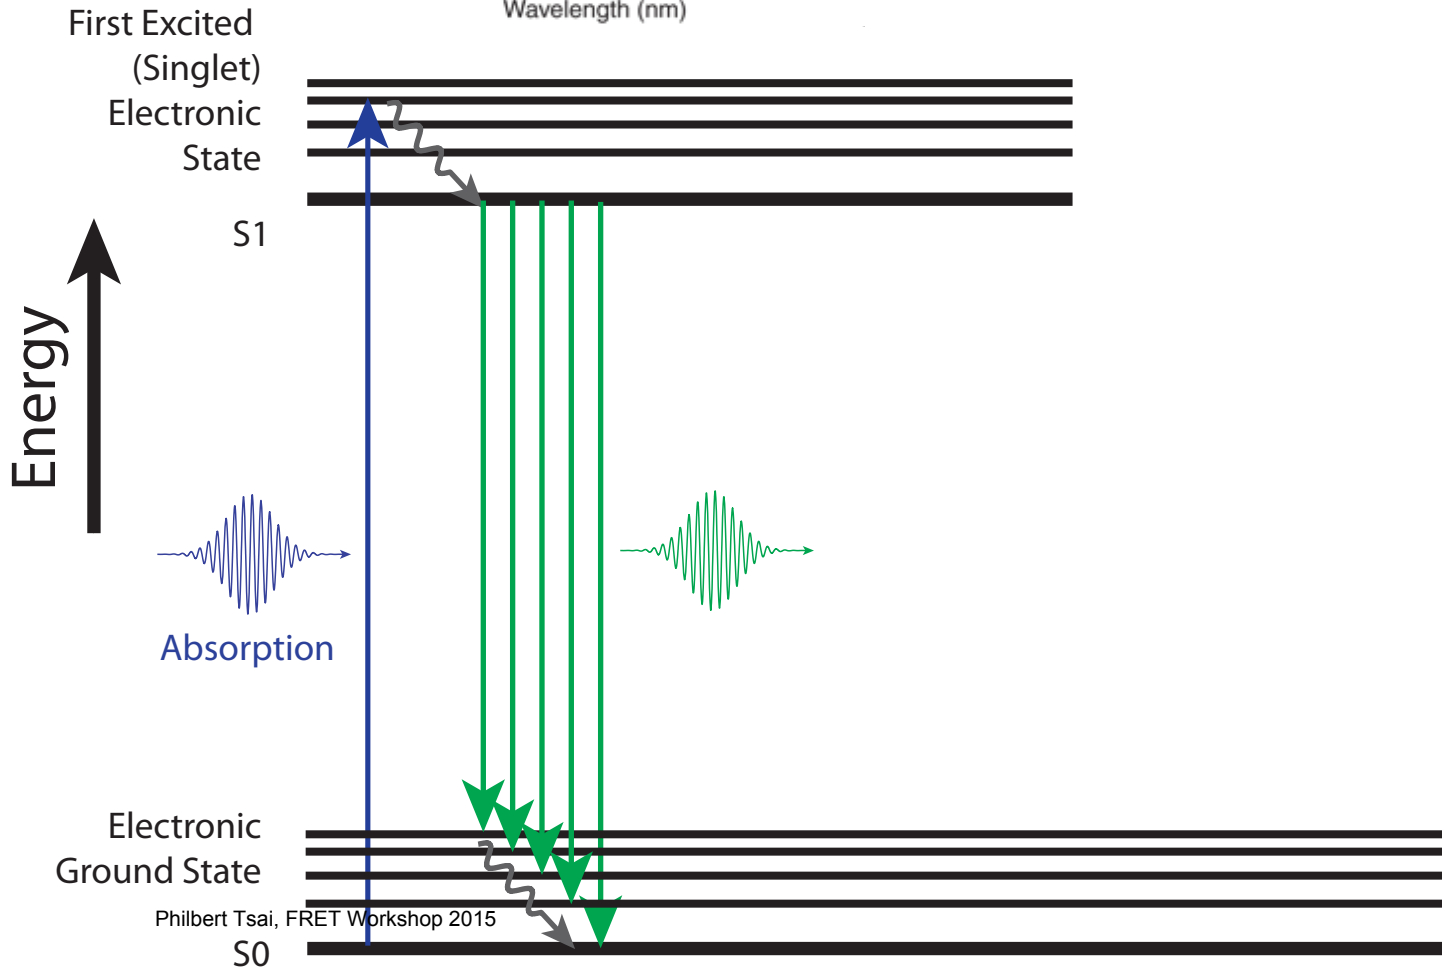 Wavelength (nm)
First Excited
(Singlet)
Electronic
State
S1
Energy
Absorption
Electronic
Ground State
Philbert Tsai, FRET Workshop 2015
S0